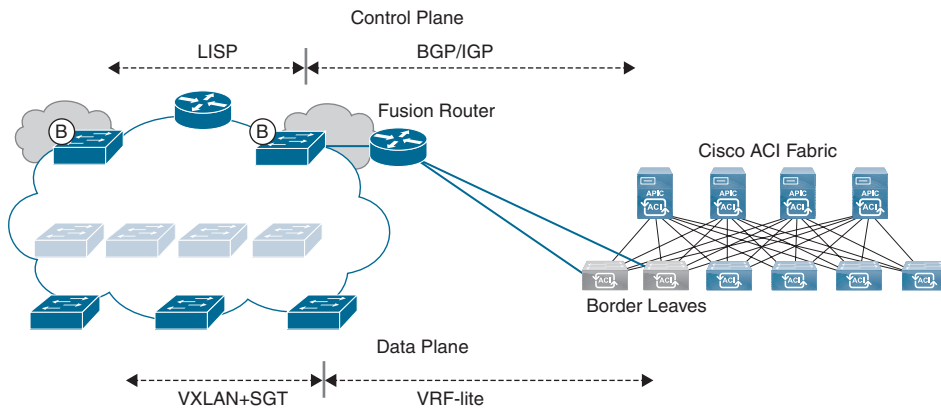 Control Plane
LISP
BGP/IGP
B
B
Fusion Router
Cisco ACI Fabric
APIC
APIC
APIC
APIC
ACI
ACI
ACI
ACI
ACI
ACI
ACI
ACI
ACI
ACI
Border Leaves
Data Plane
VXLAN+SGT
VRF-lite